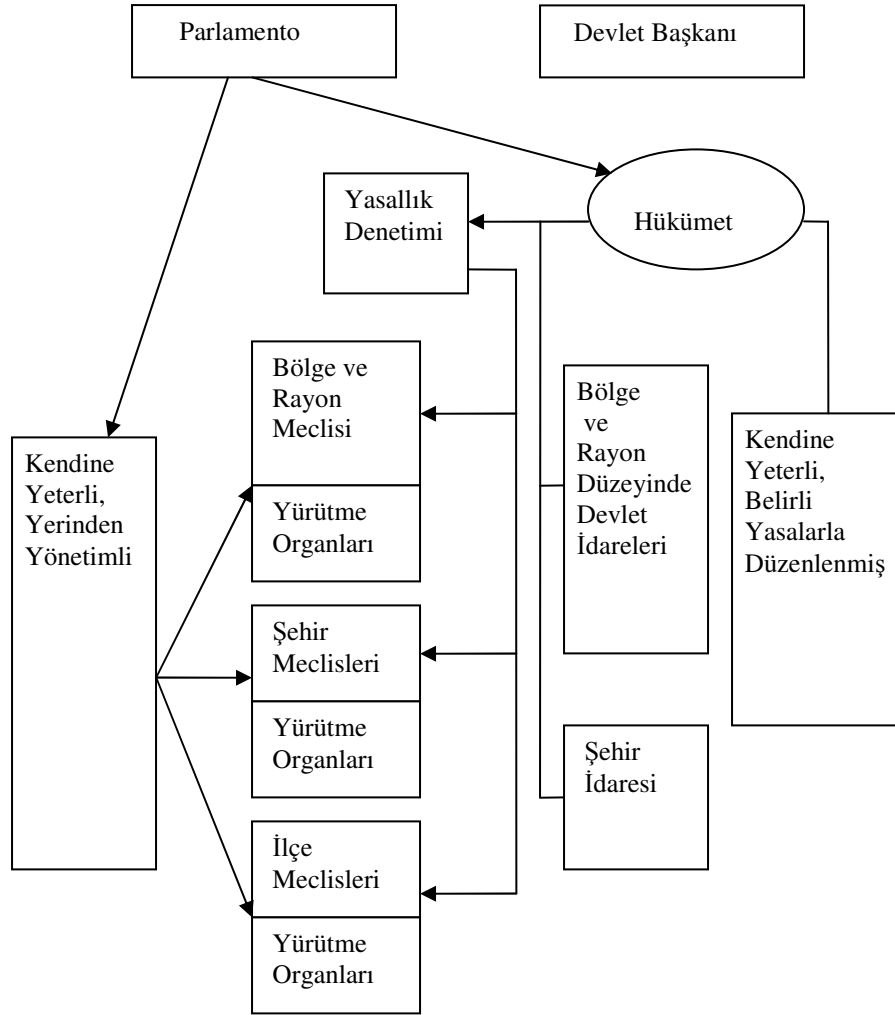 Parlamento
Devlet Başkanı
Yasallık
Denetimi
Hükümet
Bölge ve
Rayon
Meclisi
Yürütme
Organları
Bölge
ve
Rayon
Düzeyinde
Devlet
İdareleri
Kendine
Yeterli,
Belirli
Yasalarla
Düzenlenmiş
Kendine
Yeterli,
Yerinden
Yönetimli
Şehir
Meclisleri
Yürütme
Organları
Şehir
İdaresi
İlçe
Meclisleri
Yürütme
Organları